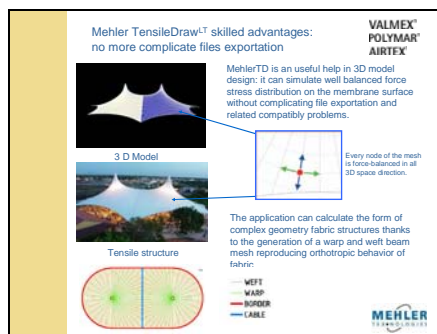 Mehler TensileDrawLT skilled advantages:
no more complicate files exportation
VALMEX®
POLYMAR®
AIRTEX®
MehlerTD is an useful help in 3D model
design: it can simulate well balanced force
stress distribution on the membrane surface
without complicating file exportation and
related compatibly problems.
3 D Model
Every node of the mesh
is force-balanced in all
3D space direction.
The application can calculate the form of
complex geometry fabric structures thanks
to the generation of a warp and weft beam
mesh reproducing orthotropic behavior of
fabric
Tensile structure
WEFT
WARP
BORDER
CABLE
MEHLER
TEXNOLOGIES